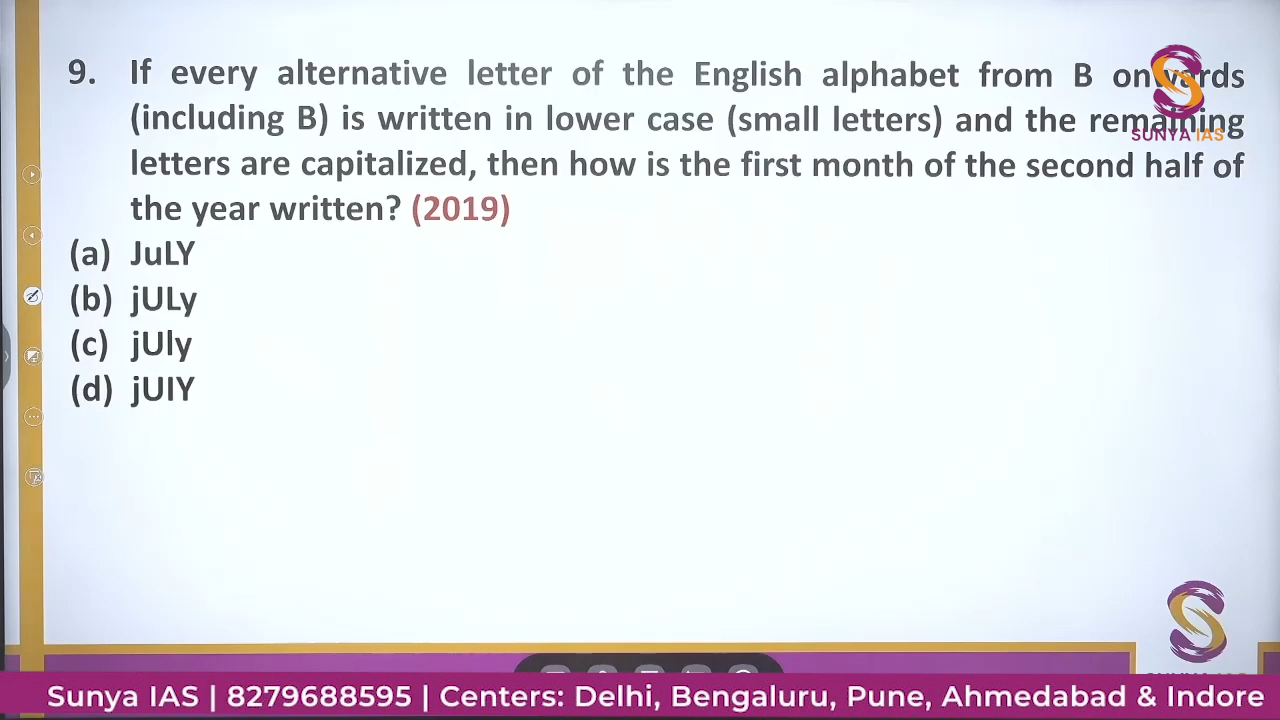 9. If every alternative letter of the English alphabet from B onwards
(including B) is written in lower case (small letters) and the remaining
letters are capitalized, then how is the first month of the second half of
the year written? (2019)
(a) JuLY
(b) jULy
(c) jUly
(d) jUlY
SUNYA IAS
Sunya IAS | 8279688595 | Centers: Delhi, Bengaluru, Pune, Ahmedabad & Indore